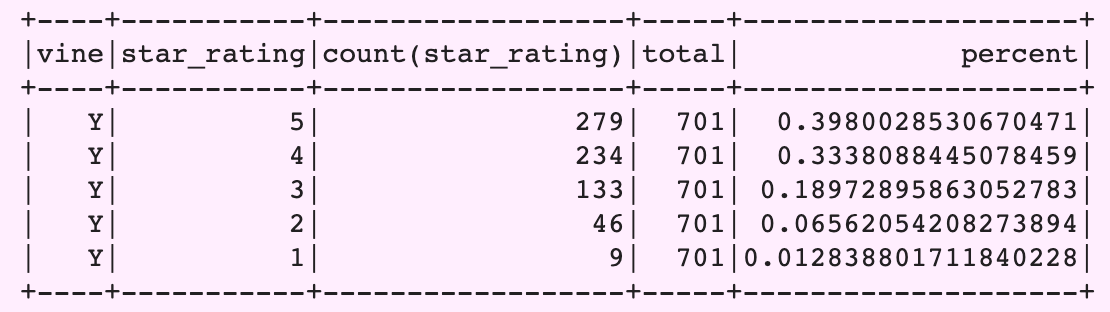 +----+-----------+------------------+-----+--------------------+
|vine|star_rating|count(star_rating)|total|             percent|
+----+-----------+------------------+-----+--------------------+
|   Y|          5|               279|  701|  0.3980028530670471|
|   Y|          4|               234|  701|  0.3338088445078459|
|   Y|          3|               133|  701| 0.18972895863052783|
|   Y|          2|                46|  701| 0.06562054208273894|
|   Y|          1|                 9|  701|0.012838801711840228|
+----+-----------+------------------+-----+--------------------+